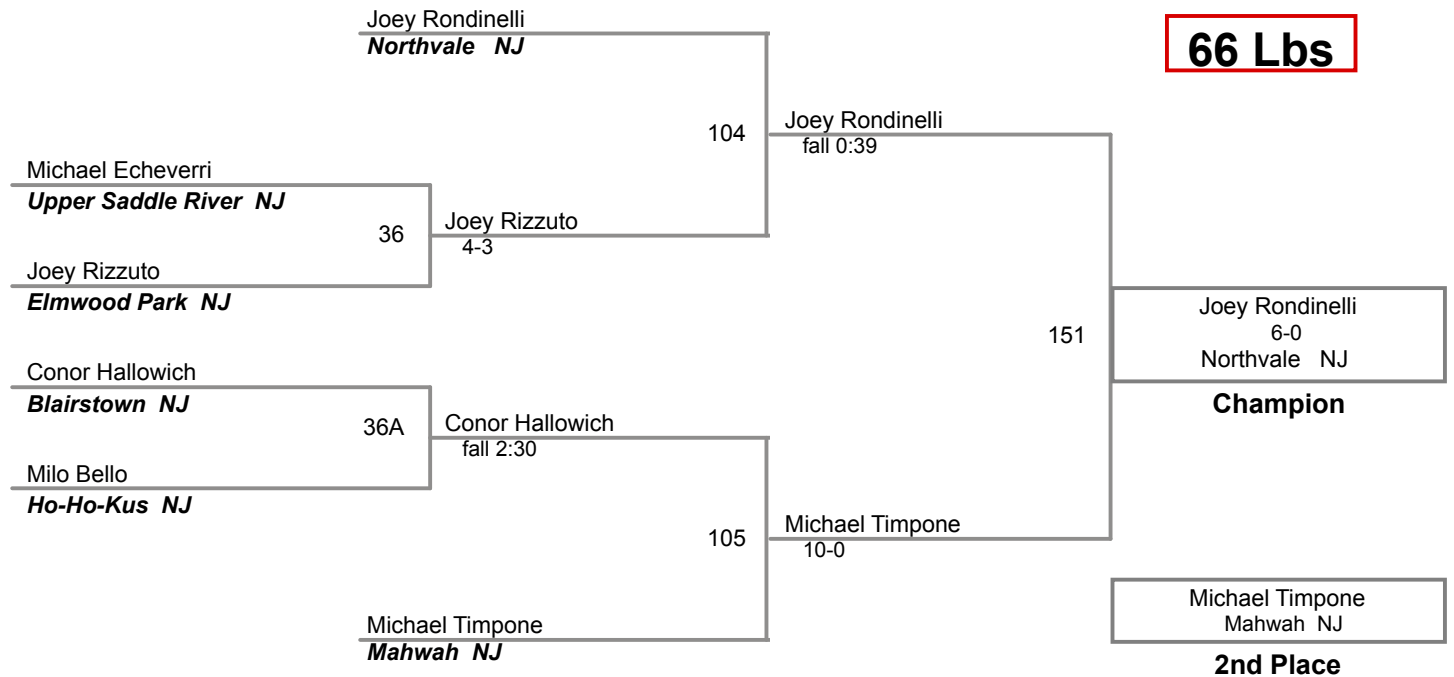 Joey Rondinelli
Northvale NJ
66 Lbs
104
Joey Rondinelli
fall 0:39
Michael Echeverri
Upper Saddle River NJ
36
Joey Rizzuto
4-3
Joey Rizzuto
Elmwood Park NJ
151
Joey Rondinelli
6-0
Northvale NJ
Champion
Conor Hallowich
Blairstown NJ
36A
Conor Hallowich
fall 2:30
Milo Bello
Ho-Ho-Kus NJ
105
Michael Timpone
10-0
Michael Timpone
Mahwah NJ
Michael Timpone
Mahwah NJ
2nd Place